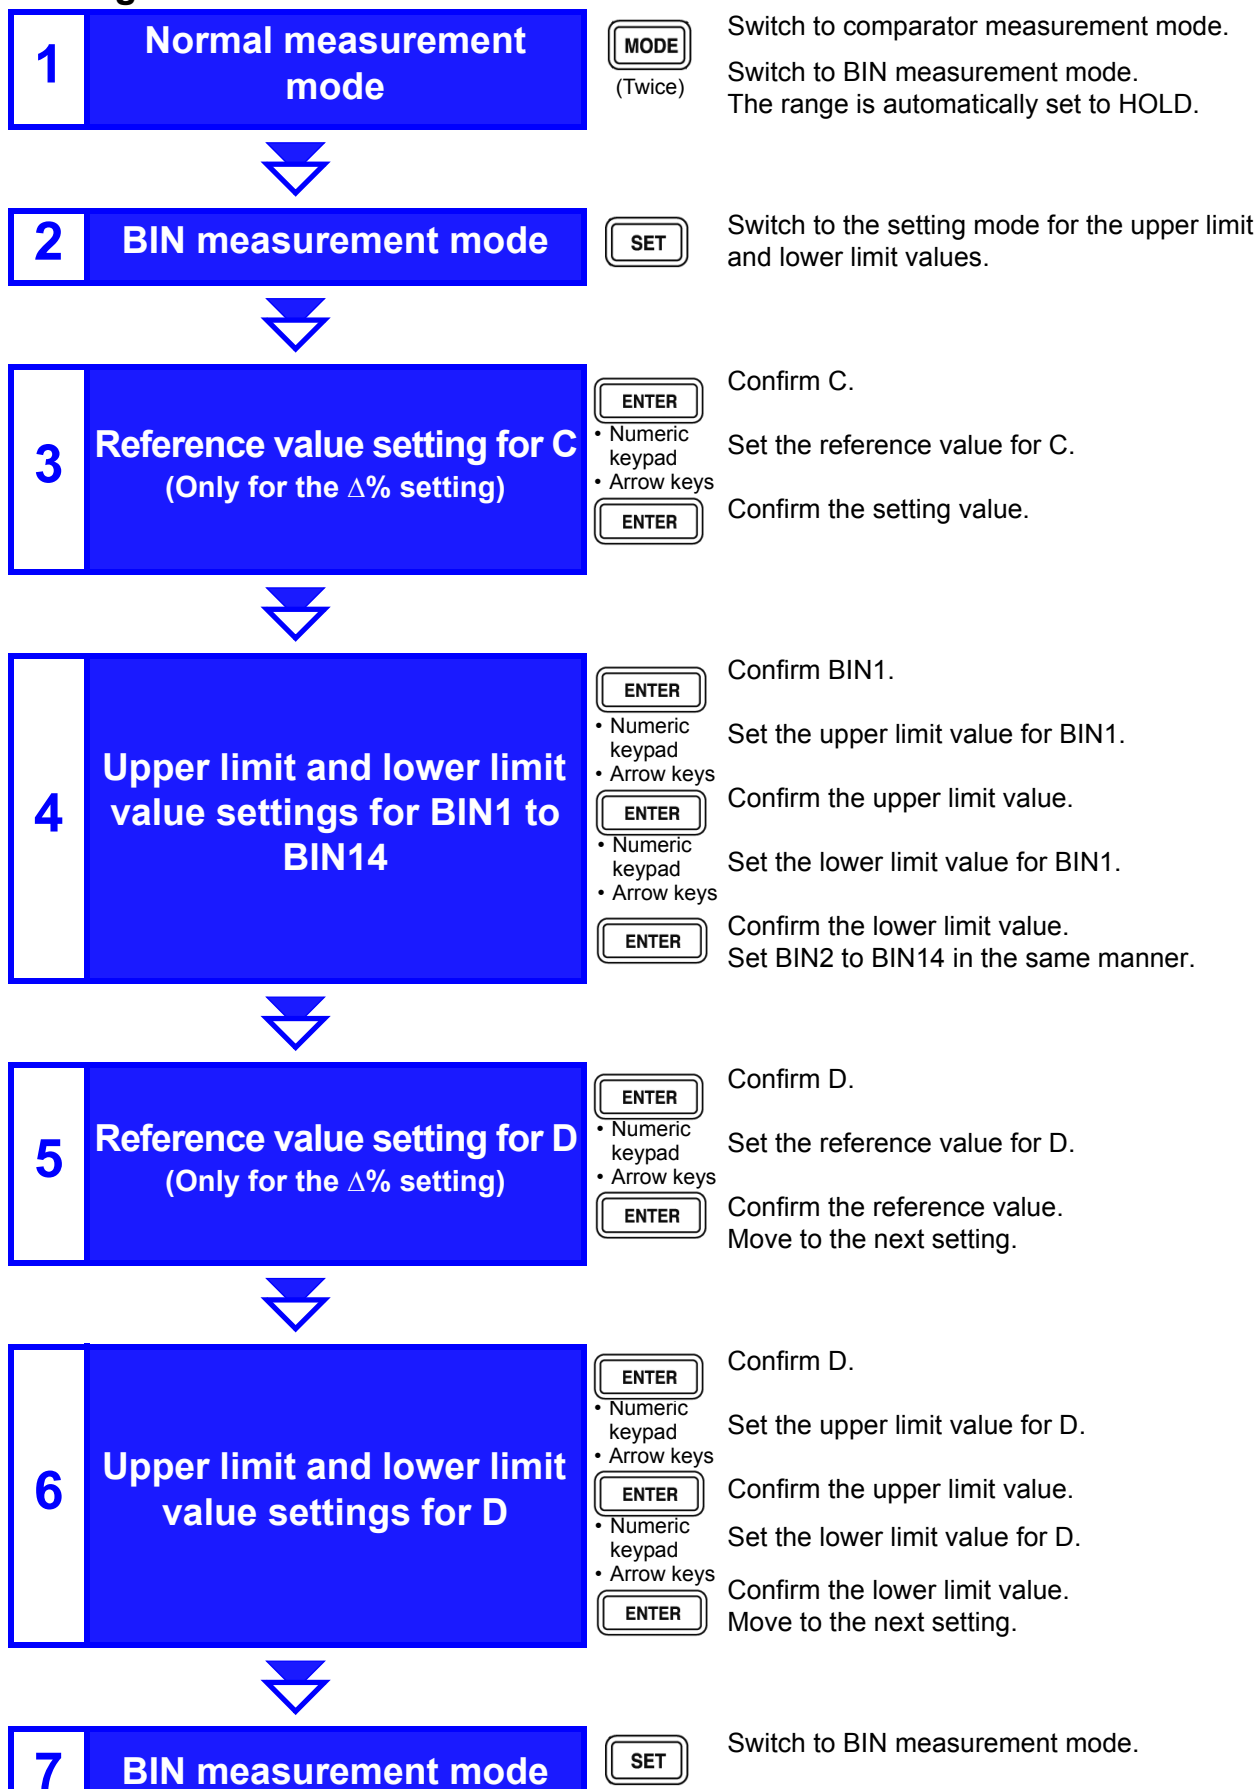 1
Normal measurement
mode
MODE
(Twice)
Switch to comparator measurement mode.
Switch to BIN measurement mode.
The range is automatically set to HOLD.
2
BIN measurement mode
SET
Switch to the setting mode for the upper limit
and lower limit values.
3
Reference value setting for C
(Only for the Δ% setting)
ENTER
Confirm C.
• Numeric
keypad
• Arrow keys
Set the reference value for C.
ENTER
Confirm the setting value.
4
Upper limit and lower limit
value settings for BIN1 to
BIN14
ENTER
Confirm BIN1.
• Numeric
keypad
• Arrow keys
Set the upper limit value for BIN1.
ENTER
Confirm the upper limit value.
• Numeric
keypad
• Arrow keys
Set the lower limit value for BIN1.
ENTER
Confirm the lower limit value.
Set BIN2 to BIN14 in the same manner.
5
Reference value setting for D
(Only for the Δ% setting)
ENTER
Confirm D.
• Numeric
keypad
• Arrow keys
Set the reference value for D.
ENTER
Confirm the reference value.
Move to the next setting.
6
Upper limit and lower limit
value settings for D
ENTER
Confirm D.
• Numeric
keypad
• Arrow keys
Set the upper limit value for D.
ENTER
Confirm the upper limit value.
• Numeric
keypad
• Arrow keys
Set the lower limit value for D.
ENTER
Confirm the lower limit value.
Move to the next setting.
7
BIN measurement mode
SET
Switch to BIN measurement mode.